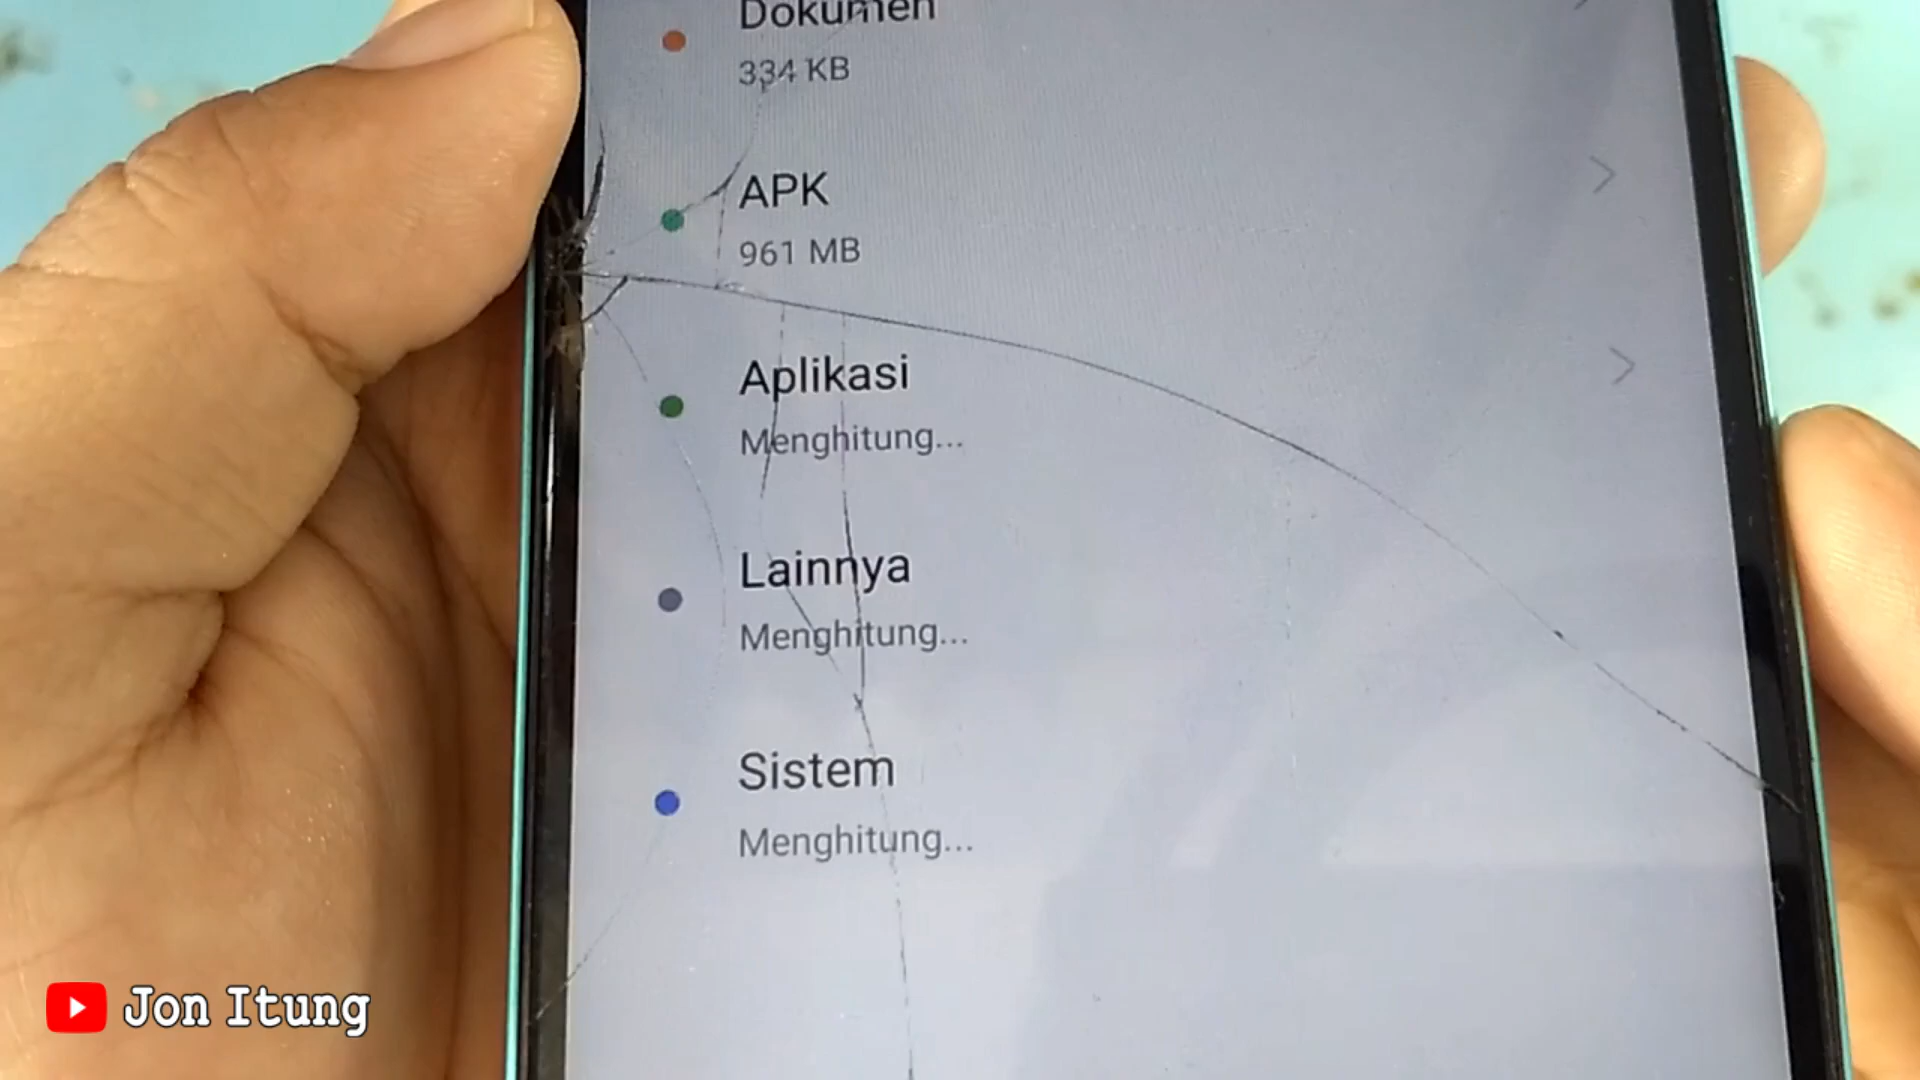 Dokumen
334 KB
APK
961 MB
Aplikasi
Menghitung...
Lainnya
Menghitung...
Sistem
Menghitung...
Jon Itung